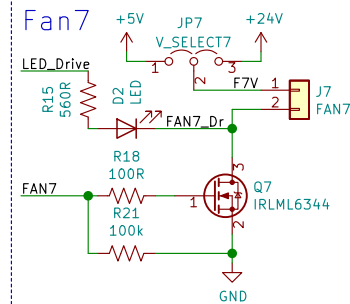 Fan7
+5V
JP7
+24V
V_SELECT7
1
3
2
LED_Drive
F7V
1
2
J7
FAN7
R15
560R
D2
LED
FAN7_Dr
R18
100R
3
FAN7
1
Q7
IRLML6344
R21
100k
2
GND